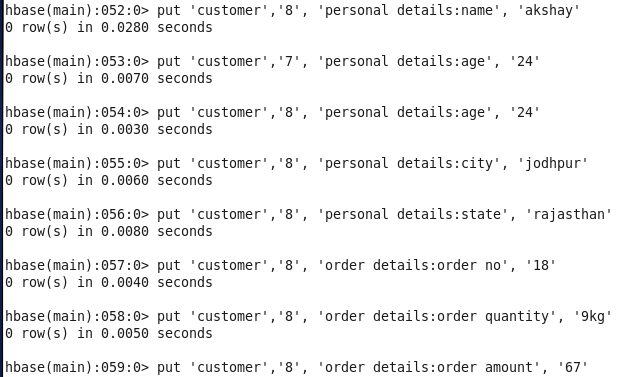 hbase(main):052:0> put 'customer','8', 'personal details:name', 'akshay'
0 row(s) in 0.0280 seconds
hbase(main):053:0> put 'customer','7', 'personal details:age', '24'
0 row(s) in 0.0070 seconds
hbase(main):054:0> put 'customer','8', 'personal details:age', '24'
0 row(s) in 0.0030 seconds
hbase(main):055:0> put 'customer','8', 'personal details:city', 'jodhpur'
0 row(s) in 0.0060 seconds
hbase(main):056:0> put 'customer','8', 'personal details:state', 'rajasthan'
0 row(s) in 0.0080 seconds
hbase(main):057:0> put 'customer','8', 'order details:order no', '18'
0 row(s) in 0.0040 seconds
hbase(main):058:0> put 'customer','8', 'order details:order quantity', '9kg'
0 row(s) in 0.0050 seconds
hbase(main):059:0> put 'customer','8', 'order details:order amount', '67'